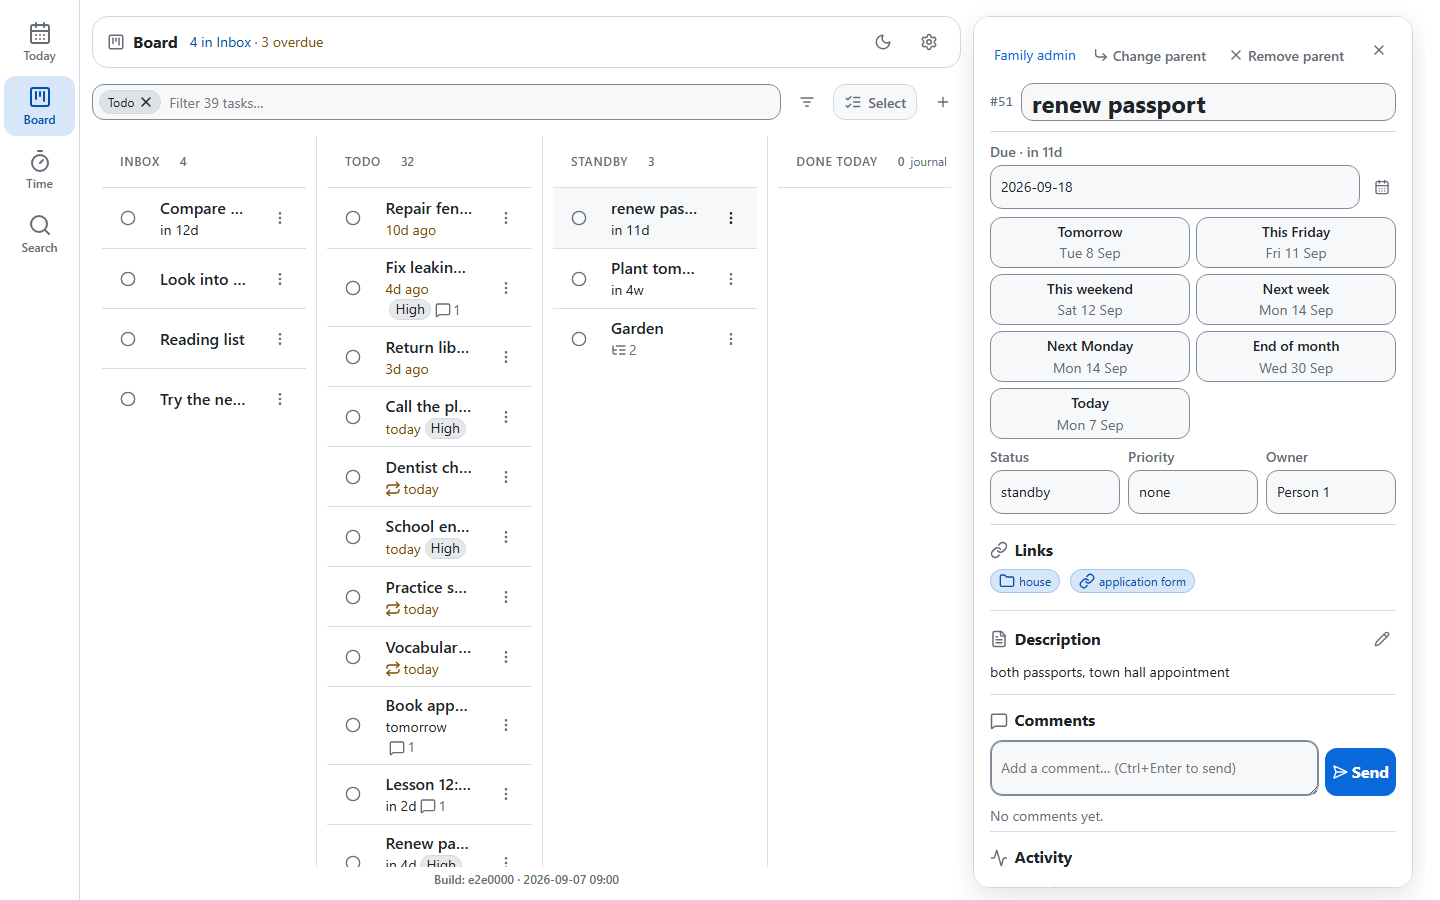 Today
Board
Time
Search
Board
4 in Inbox · 3 overdue
Todo
Filter 39 tasks...
Select
INBOX 4
Compare ...
in 12d
Look into ...
Reading list
Try the ne...
TODO 32
Repair fen...
10d ago
Fix leakin...
4d ago
High
1
Return lib...
3d ago
Call the pl...
today High
Dentist ch...
today
School en...
today High
Practice s...
today
Vocabular...
today
Book app...
tomorrow
1
Lesson 12:...
in 2d 1
Renew pa...
in 4d High
STANDBY 3
renew pas...
in 11d
Plant tom...
in 4w
Garden
2
DONE TODAY 0 journal
Build: e2e0000 · 2026-09-07 09:00
Family admin
Change parent
Remove parent
#51
renew passport
Due · in 11d
2026-09-18
Tomorrow
Tue 8 Sep
This Friday
Fri 11 Sep
This weekend
Sat 12 Sep
Next week
Mon 14 Sep
Next Monday
Mon 14 Sep
End of month
Wed 30 Sep
Today
Mon 7 Sep
Status
standby
Priority
none
Owner
Person 1
Links
house
application form
Description
both passports, town hall appointment
Comments
Add a comment... (Ctrl+Enter to send)
Send
No comments yet.
Activity